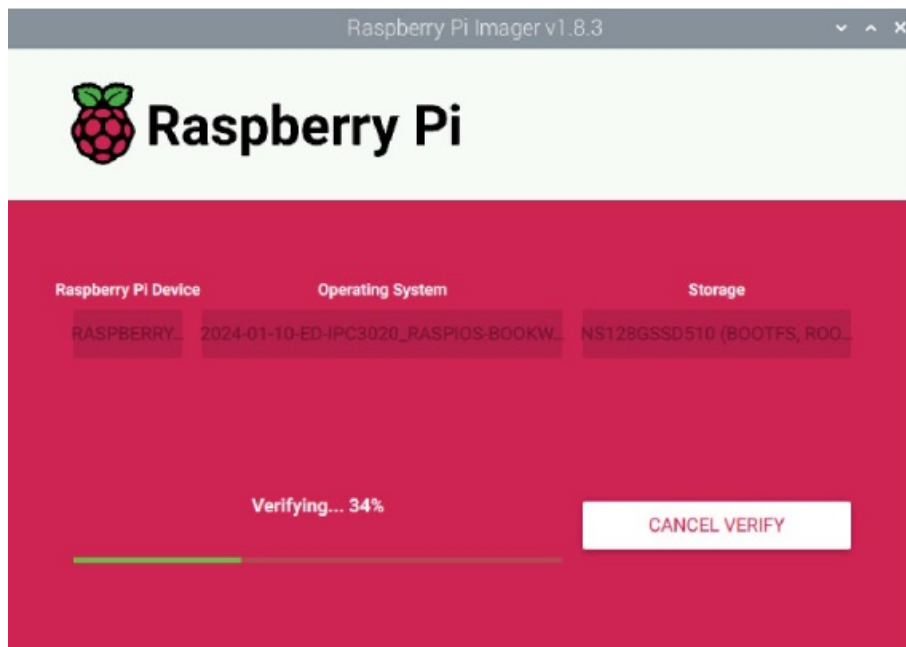 Raspberry Pi Imager v1.8.3
Raspberry Pi
Raspberry Pi Device
Operating System
Storage
RASPBERRY...
2024-01-10-ED-IPC3020_RASPIOS-BOOKW...
NS128GSSD510 (BOOTFS, ROO...
Verifying... 34%
CANCEL VERIFY